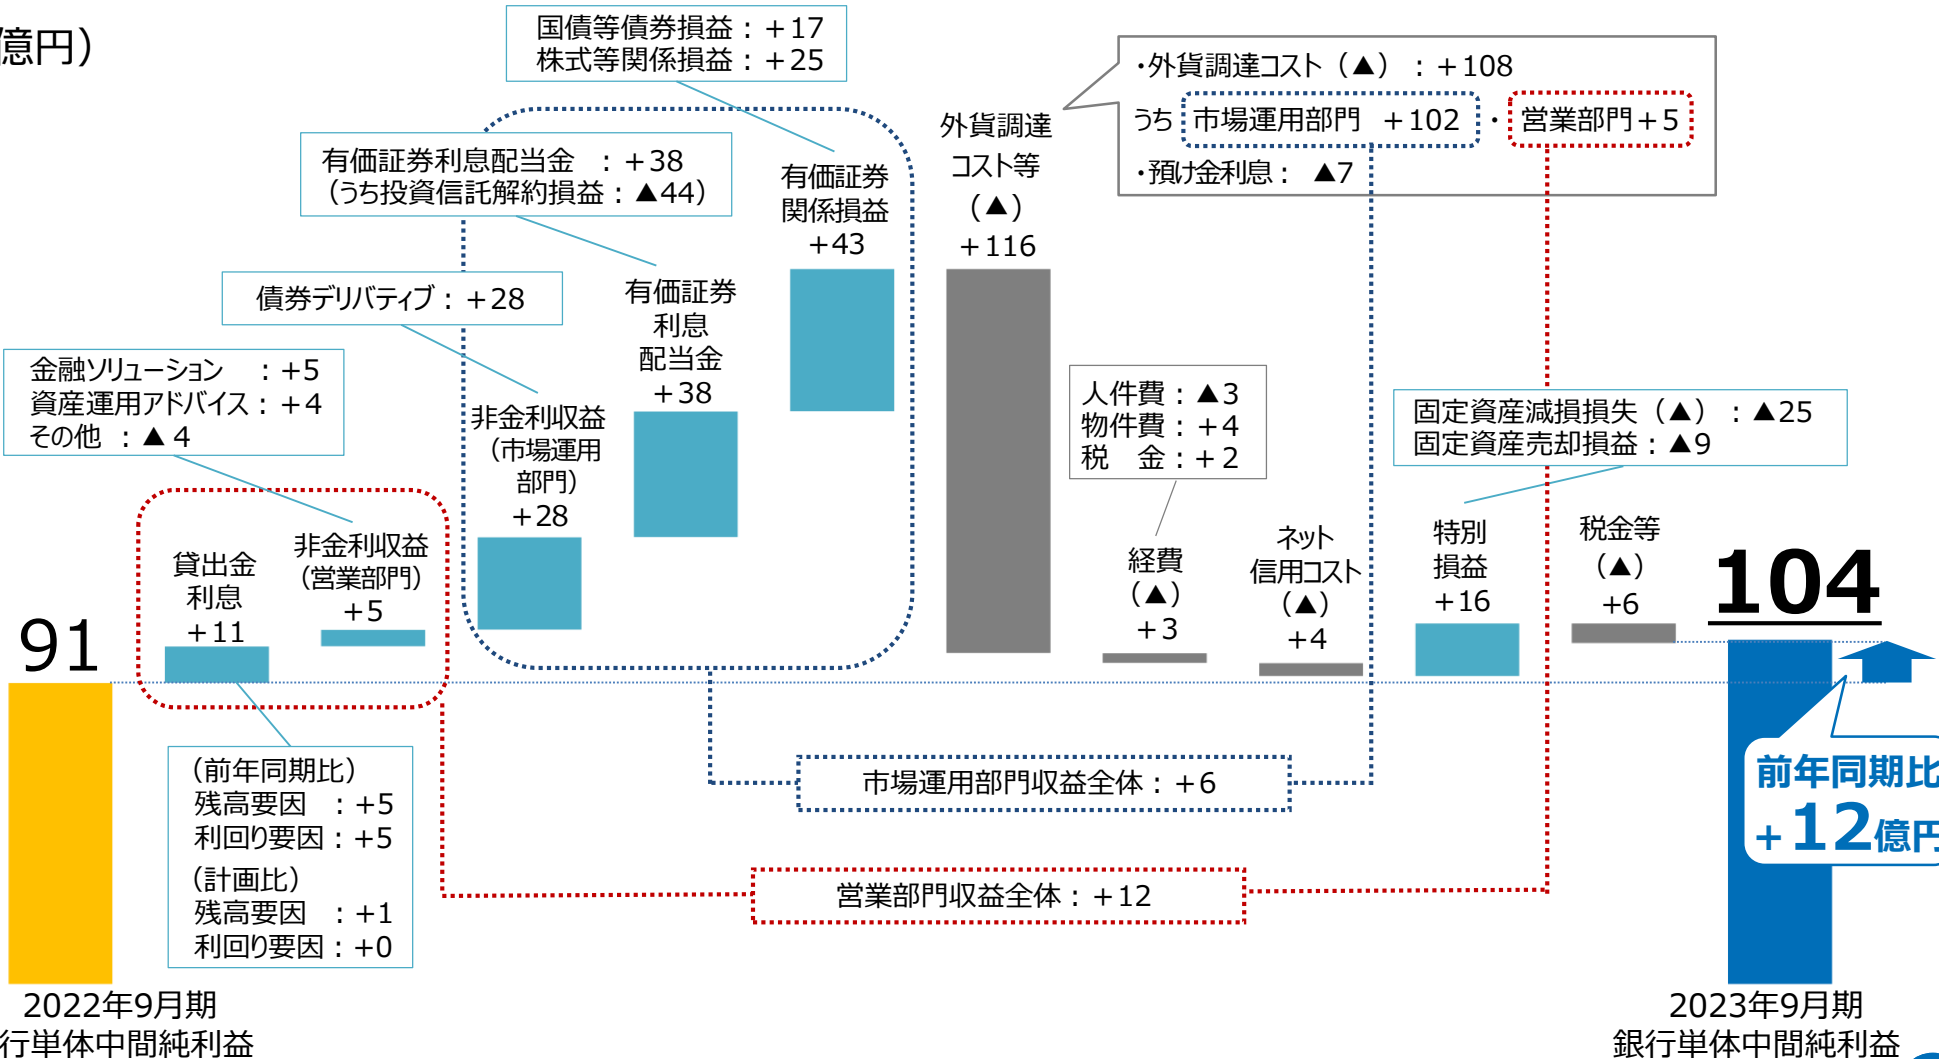 億円）
国債等債券損益：+17
株式等関係損益：+25
・外貨調達コスト（▲）：+108
うち 市場運用部門 +102 ・ 営業部門+5
・預け金利息： ▲7
有価証券利息配当金 ：+38
（うち投資信託解約損益：▲44）
有価証券
関係損益
+43
外貨調達
コスト等
（▲）
+116
債券デリバティブ：+28
有価証券
利息
配当金
+38
金融ソリューション ：+5
資産運用アドバイス：+4
その他 ：▲4
非金利収益
（市場運用
部門）
+28
人件費：▲3
物件費：+4
税 金：+2
固定資産減損損失（▲）：▲25
固定資産売却損益：▲9
貸出金
利息
+11
非金利収益
（営業部門）
+5
経費
（▲）
+3
ネット
信用コスト
（▲）
+4
特別
損益
+16
税金等
（▲）
+6
91
104
（前年同期比）
残高要因 ：+5
利回り要因：+5
（計画比）
残高要因 ：+1
利回り要因：+0
市場運用部門収益全体：+6
営業部門収益全体：+12
前年同期比
+12億円
2022年9月期
行単体中間純利益
2023年9月期
銀行単体中間純利益